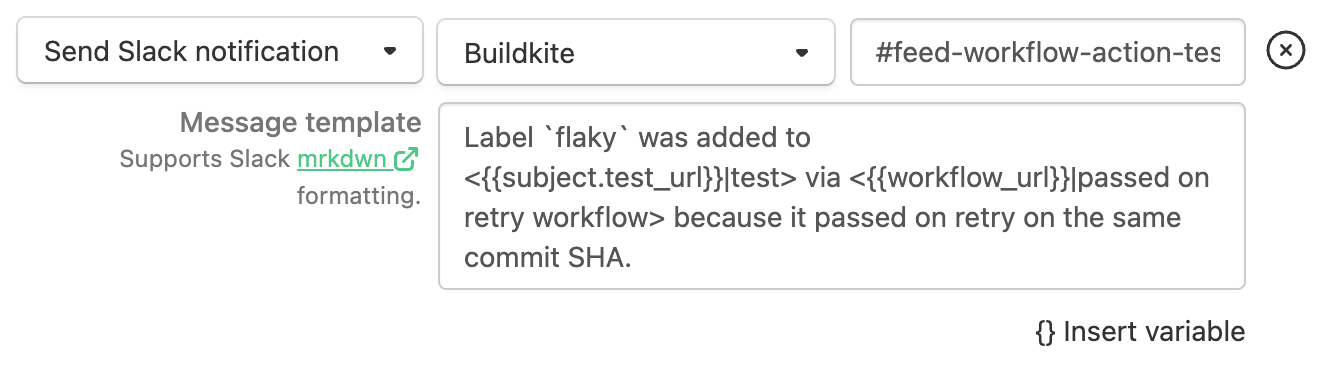 Send Slack notification
Buildkite
#feed-workflow-action-tes
Message template
Supports Slack mrkdwn
formatting.
Label `flaky` was added to
<{{subject.test_url}}|test> via <{{workflow_url}}|passed on
retry workflow> because it passed on retry on the same
commit SHA.
{} Insert variable